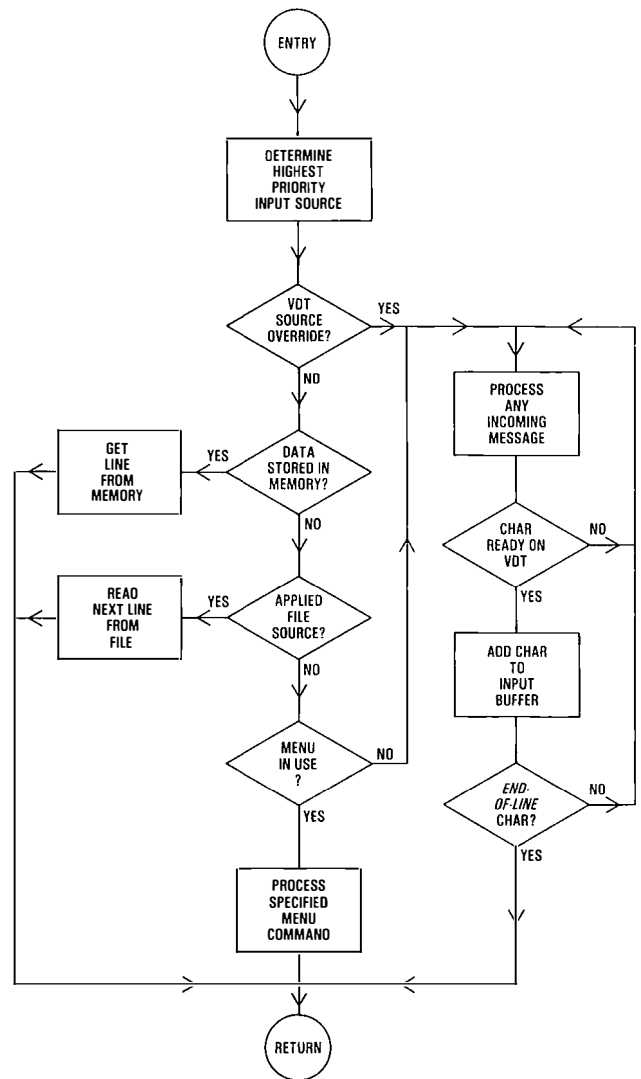 ENTRY
DETERMINE
HIGHEST
PRIORITY
INPUT SOURCE
VDT
SOURCE
OVERRIDE?
YES
NO
PROCESS
ANY
INCOMING
MESSAGE
GET
LINE
FROM
MEMORY
YES
DATA
STORED IN
MEMORY?
NO
CHAR
READY ON
VDT
NO
YES
READ
NEXT LINE
FROM
FILE
YES
APPLIED
FILE
SOURCE?
NO
ADD CHAR
TO
INPUT
BUFFER
MENU
IN USE
?
NO
YES
END-
OF-LINE
CHAR?
NO
YES
PROCESS
SPECIFIED
MENU
COMMAND
RETURN